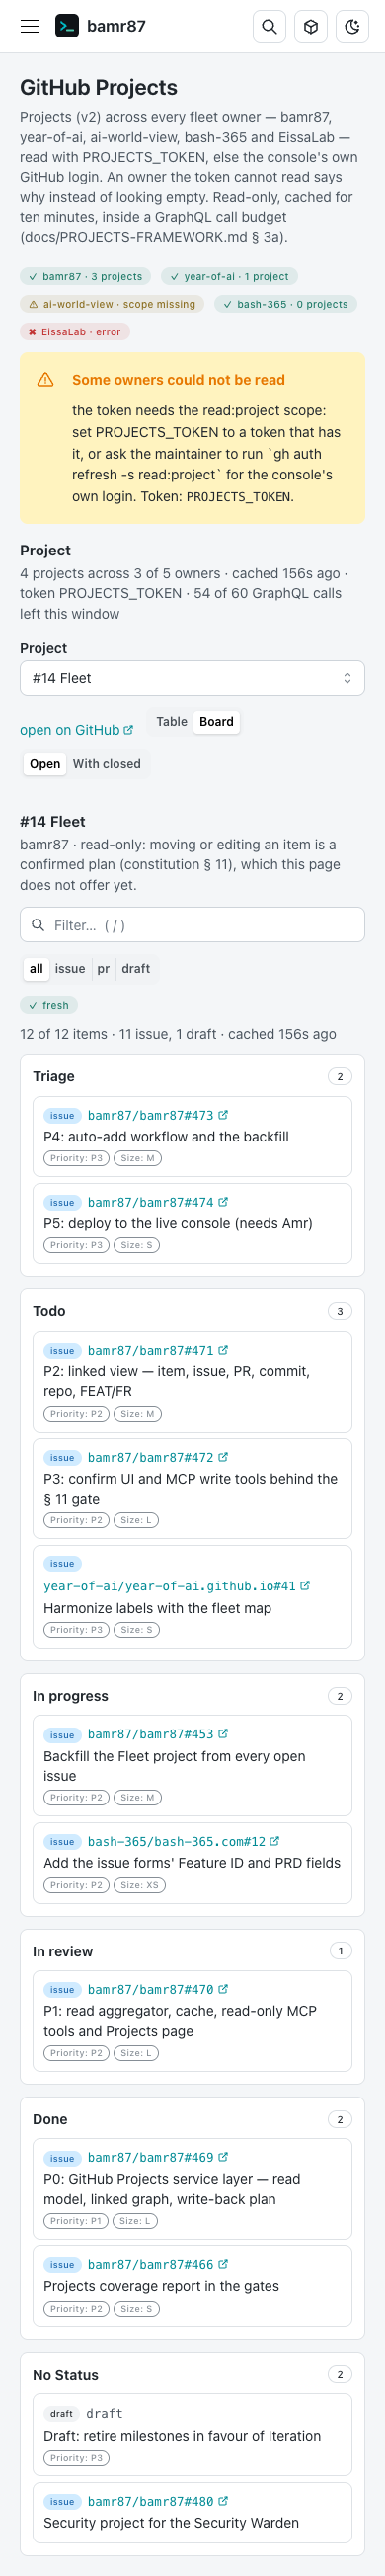 bamr87
GitHub Projects
Projects (v2) across every fleet owner — bamr87,
year-of-ai, ai-world-view, bash-365 and EissaLab —
read with PROJECTS_TOKEN, else the console's own
GitHub login. An owner the token cannot read says
why instead of looking empty. Read-only, cached for
ten minutes, inside a GraphQL call budget
(docs/PROJECTS-FRAMEWORK.md § 3a).
✓ bamr87 · 3 projects ✓ year-of-ai · 1 project
⚠ ai-world-view · scope missing ✓ bash-365 · 0 projects
✖ EissaLab · error
Some owners could not be read
the token needs the read:project scope:
set PROJECTS_TOKEN to a token that has
it, or ask the maintainer to run `gh auth
refresh -s read:project` for the console's
own login. Token: PROJECTS_TOKEN.
Project
4 projects across 3 of 5 owners · cached 156s ago ·
token PROJECTS_TOKEN · 54 of 60 GraphQL calls
left this window
Project
#14 Fleet
open on GitHub Table Board
Open With closed
#14 Fleet
bamr87 · read-only: moving or editing an item is a
confirmed plan (constitution § 11), which this page
does not offer yet.
Filter... ( / )
all issue pr draft
✓ fresh
12 of 12 items · 11 issue, 1 draft · cached 156s ago
Triage 2
issue bamr87/bamr87#473
P4: auto-add workflow and the backfill
Priority: P3 Size: M
issue bamr87/bamr87#474
P5: deploy to the live console (needs Amr)
Priority: P3 Size: S
Todo 3
issue bamr87/bamr87#471
P2: linked view — item, issue, PR, commit,
repo, FEAT/FR
Priority: P2 Size: M
issue bamr87/bamr87#472
P3: confirm UI and MCP write tools behind the
§ 11 gate
Priority: P2 Size: L
issue
year-of-ai/year-of-ai.github.io#41
Harmonize labels with the fleet map
Priority: P3 Size: S
In progress 2
issue bamr87/bamr87#453
Backfill the Fleet project from every open
issue
Priority: P2 Size: M
issue bash-365/bash-365.com#12
Add the issue forms' Feature ID and PRD fields
Priority: P2 Size: XS
In review 1
issue bamr87/bamr87#470
P1: read aggregator, cache, read-only MCP
tools and Projects page
Priority: P2 Size: L
Done 2
issue bamr87/bamr87#469
P0: GitHub Projects service layer — read
model, linked graph, write-back plan
Priority: P1 Size: L
issue bamr87/bamr87#466
Projects coverage report in the gates
Priority: P2 Size: S
No Status 2
draft draft
Draft: retire milestones in favour of Iteration
Priority: P3
issue bamr87/bamr87#480
Security project for the Security Warden